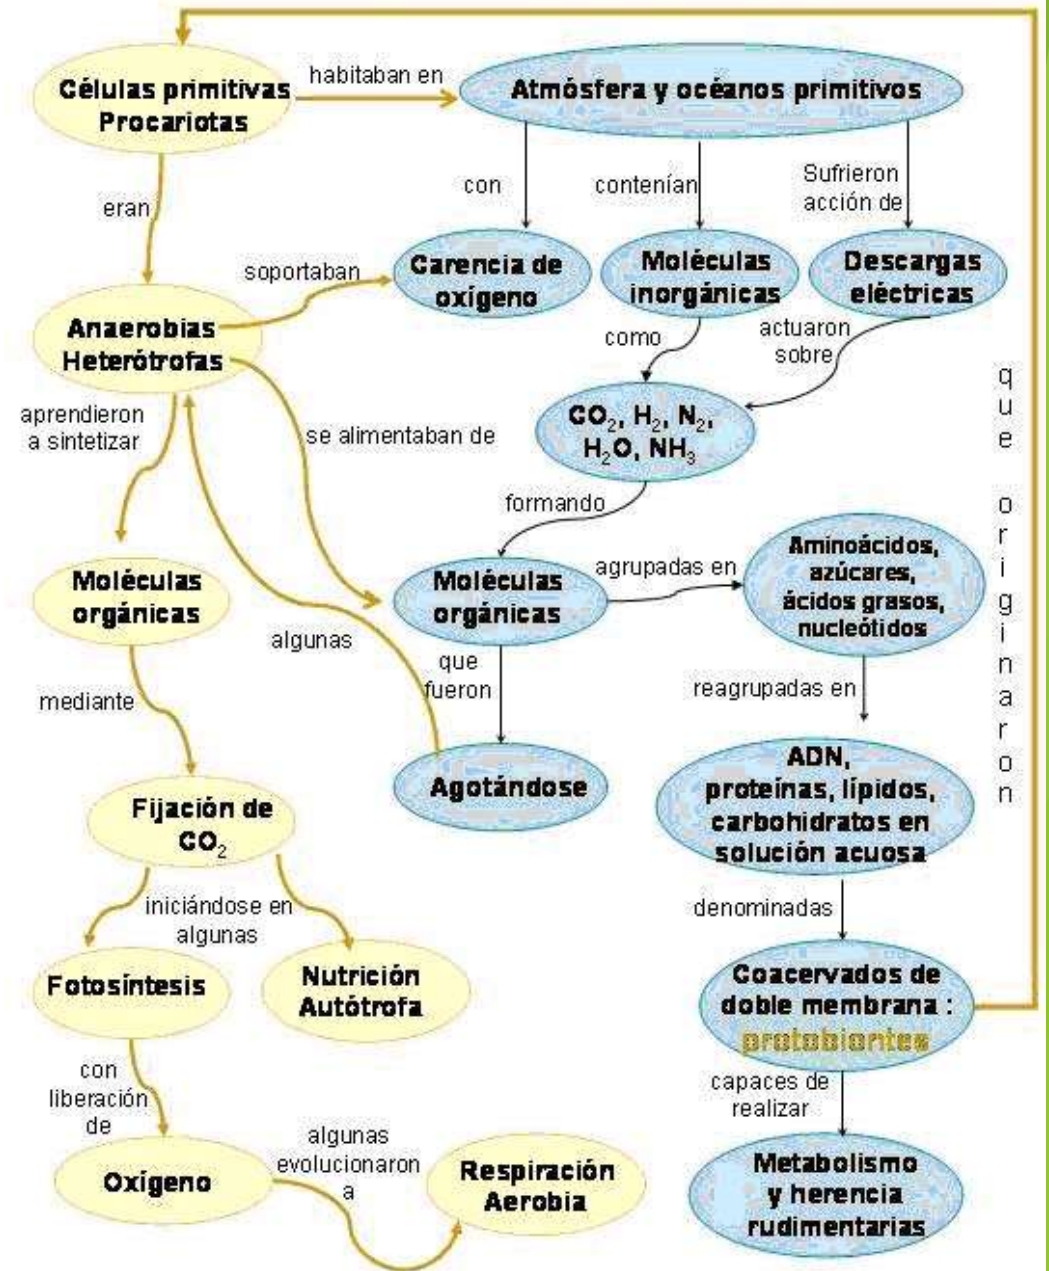 Células primitivas
Procariotas
habitaban en
Atmósfera y océanos primitivos
eran
con
contenían
Sufrieron
acción de
soportaban
Carencia de
oxígeno
Moléculas
inorgánicas
Descargas
eléctricas
Anaerobias
Heterótrofas
como
actuaron
sobre
aprendieron
a sintetizar
se alimentaban de
CO₂, H₂, N₂,
H₂O, NH₃
formando
Moléculas
orgánicas
Moléculas
orgánicas
agrupadas en
Aminoácidos,
azúcares,
ácidos grasos,
nucleótidos
algunas
que
fueron
reagrupadas en
mediante
Agotándose
ADN,
proteínas, lípidos,
carbohidratos en
solución acuosa
que originaron
Fijación de
CO₂
iniciándose en
algunas
denominadas
Fotosíntesis
Nutrición
Autótrofa
Coacervados de
doble membrana :
protobiontes
con
liberación
de
capaces de
realizar
Oxígeno
algunas
evolucionaron
a
Respiración
Aerobia
Metabolismo
y herencia
rudimentarias